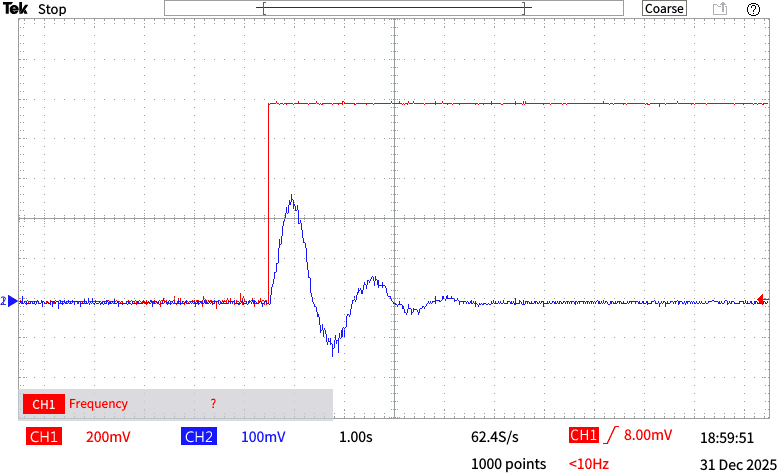 Tek Stop Coarse ?
2
CH1 Frequency ?
CH1 200mV CH2 100mV 1.00s 62.4S/s CH1 8.00mV 18:59:51
1000 points <10Hz 31 Dec 2025